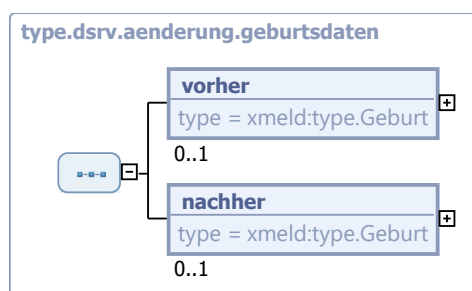 type.dsrv.aenderung.geburtsdaten
vorher
type = xmeld:type.Geburt
0..1
nachher
type = xmeld:type.Geburt
0..1